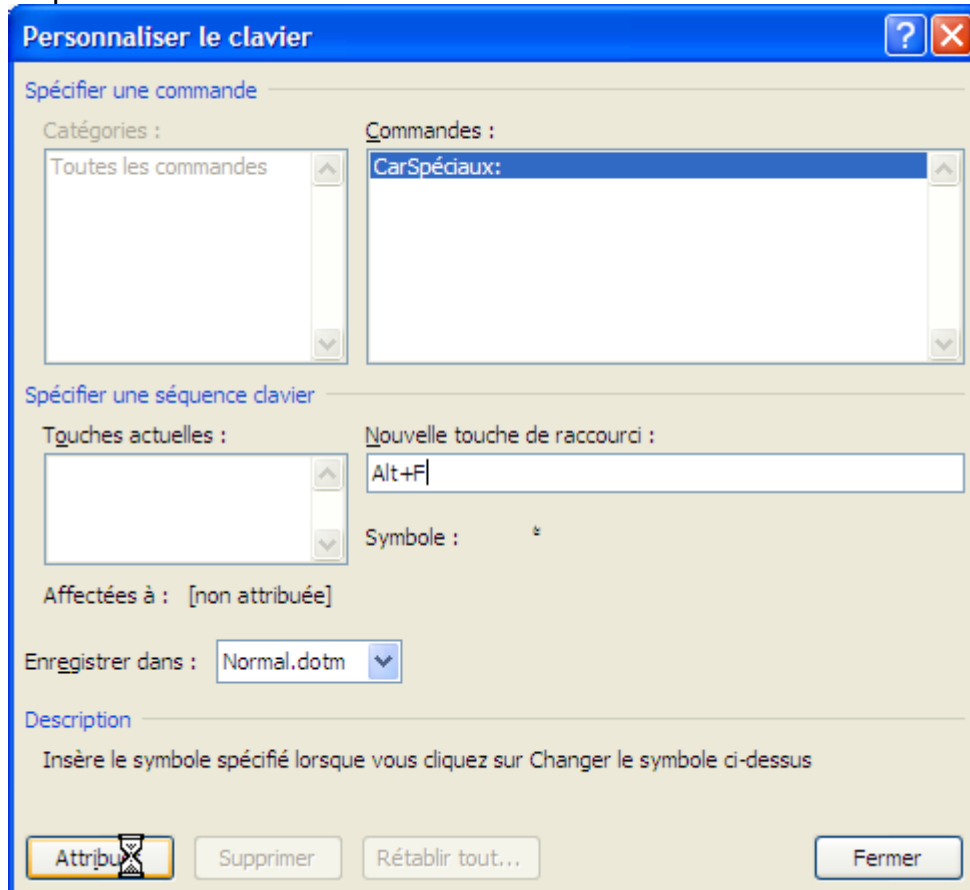 Personnaliser le clavier
Spécifier une commande
Catégories :
Commandes :
Toutes les commandes
CarSpéciaux:
Spécifier une séquence clavier
Touches actuelles :
Nouvelle touche de raccourci :
Alt+F
Symbole :
Affectées à : [non attribuée]
Enregistrer dans : Normal.dotm
Description
Insère le symbole spécifié lorsque vous cliquez sur Changer le symbole ci-dessus
Supprimer
Rétablir tout...
Fermer